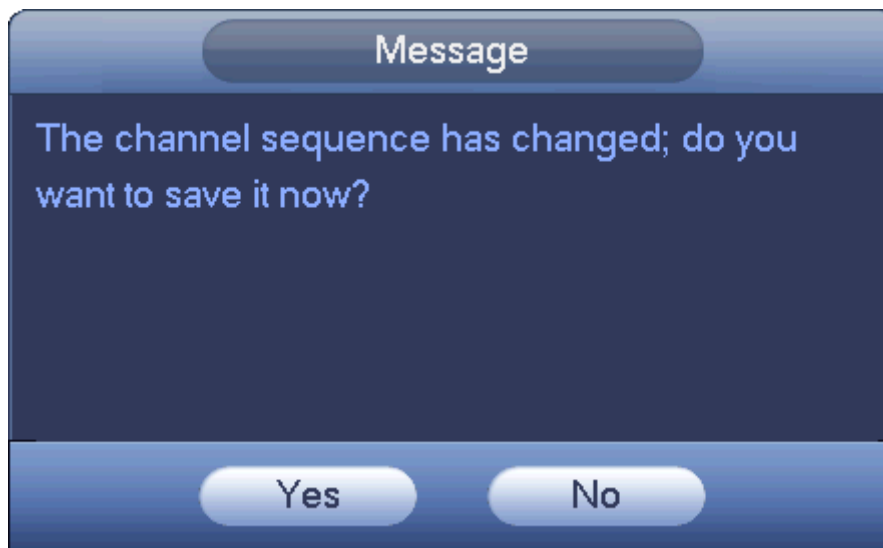 Message
The channel sequence has changed; do you
want to save it now?
Yes No